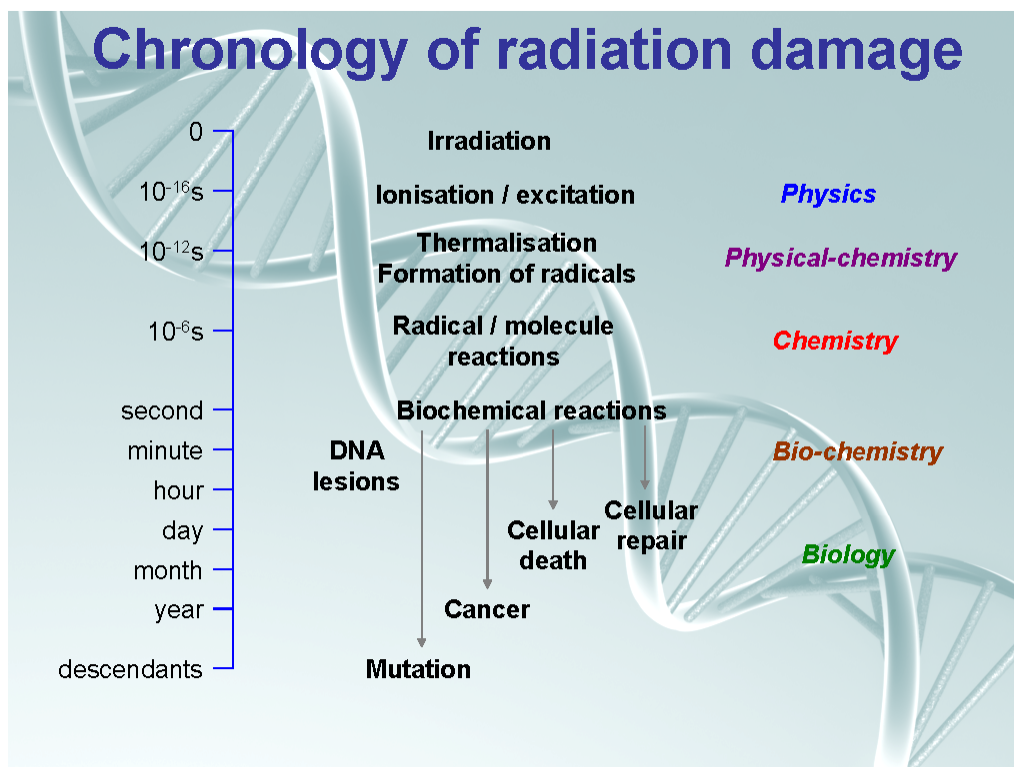 Chronology of radiation damage
0
Irradiation
10⁻¹⁶s
Ionisation / excitation
Physics
10⁻¹²s
Thermalisation
Formation of radicals
Physical-chemistry
10⁻⁶s
Radical / molecule
reactions
Chemistry
second
Biochemical reactions
minute
DNA
lesions
Bio-chemistry
hour
day
Cellular
repair
Cellular
death
Biology
month
year
Cancer
descendants
Mutation